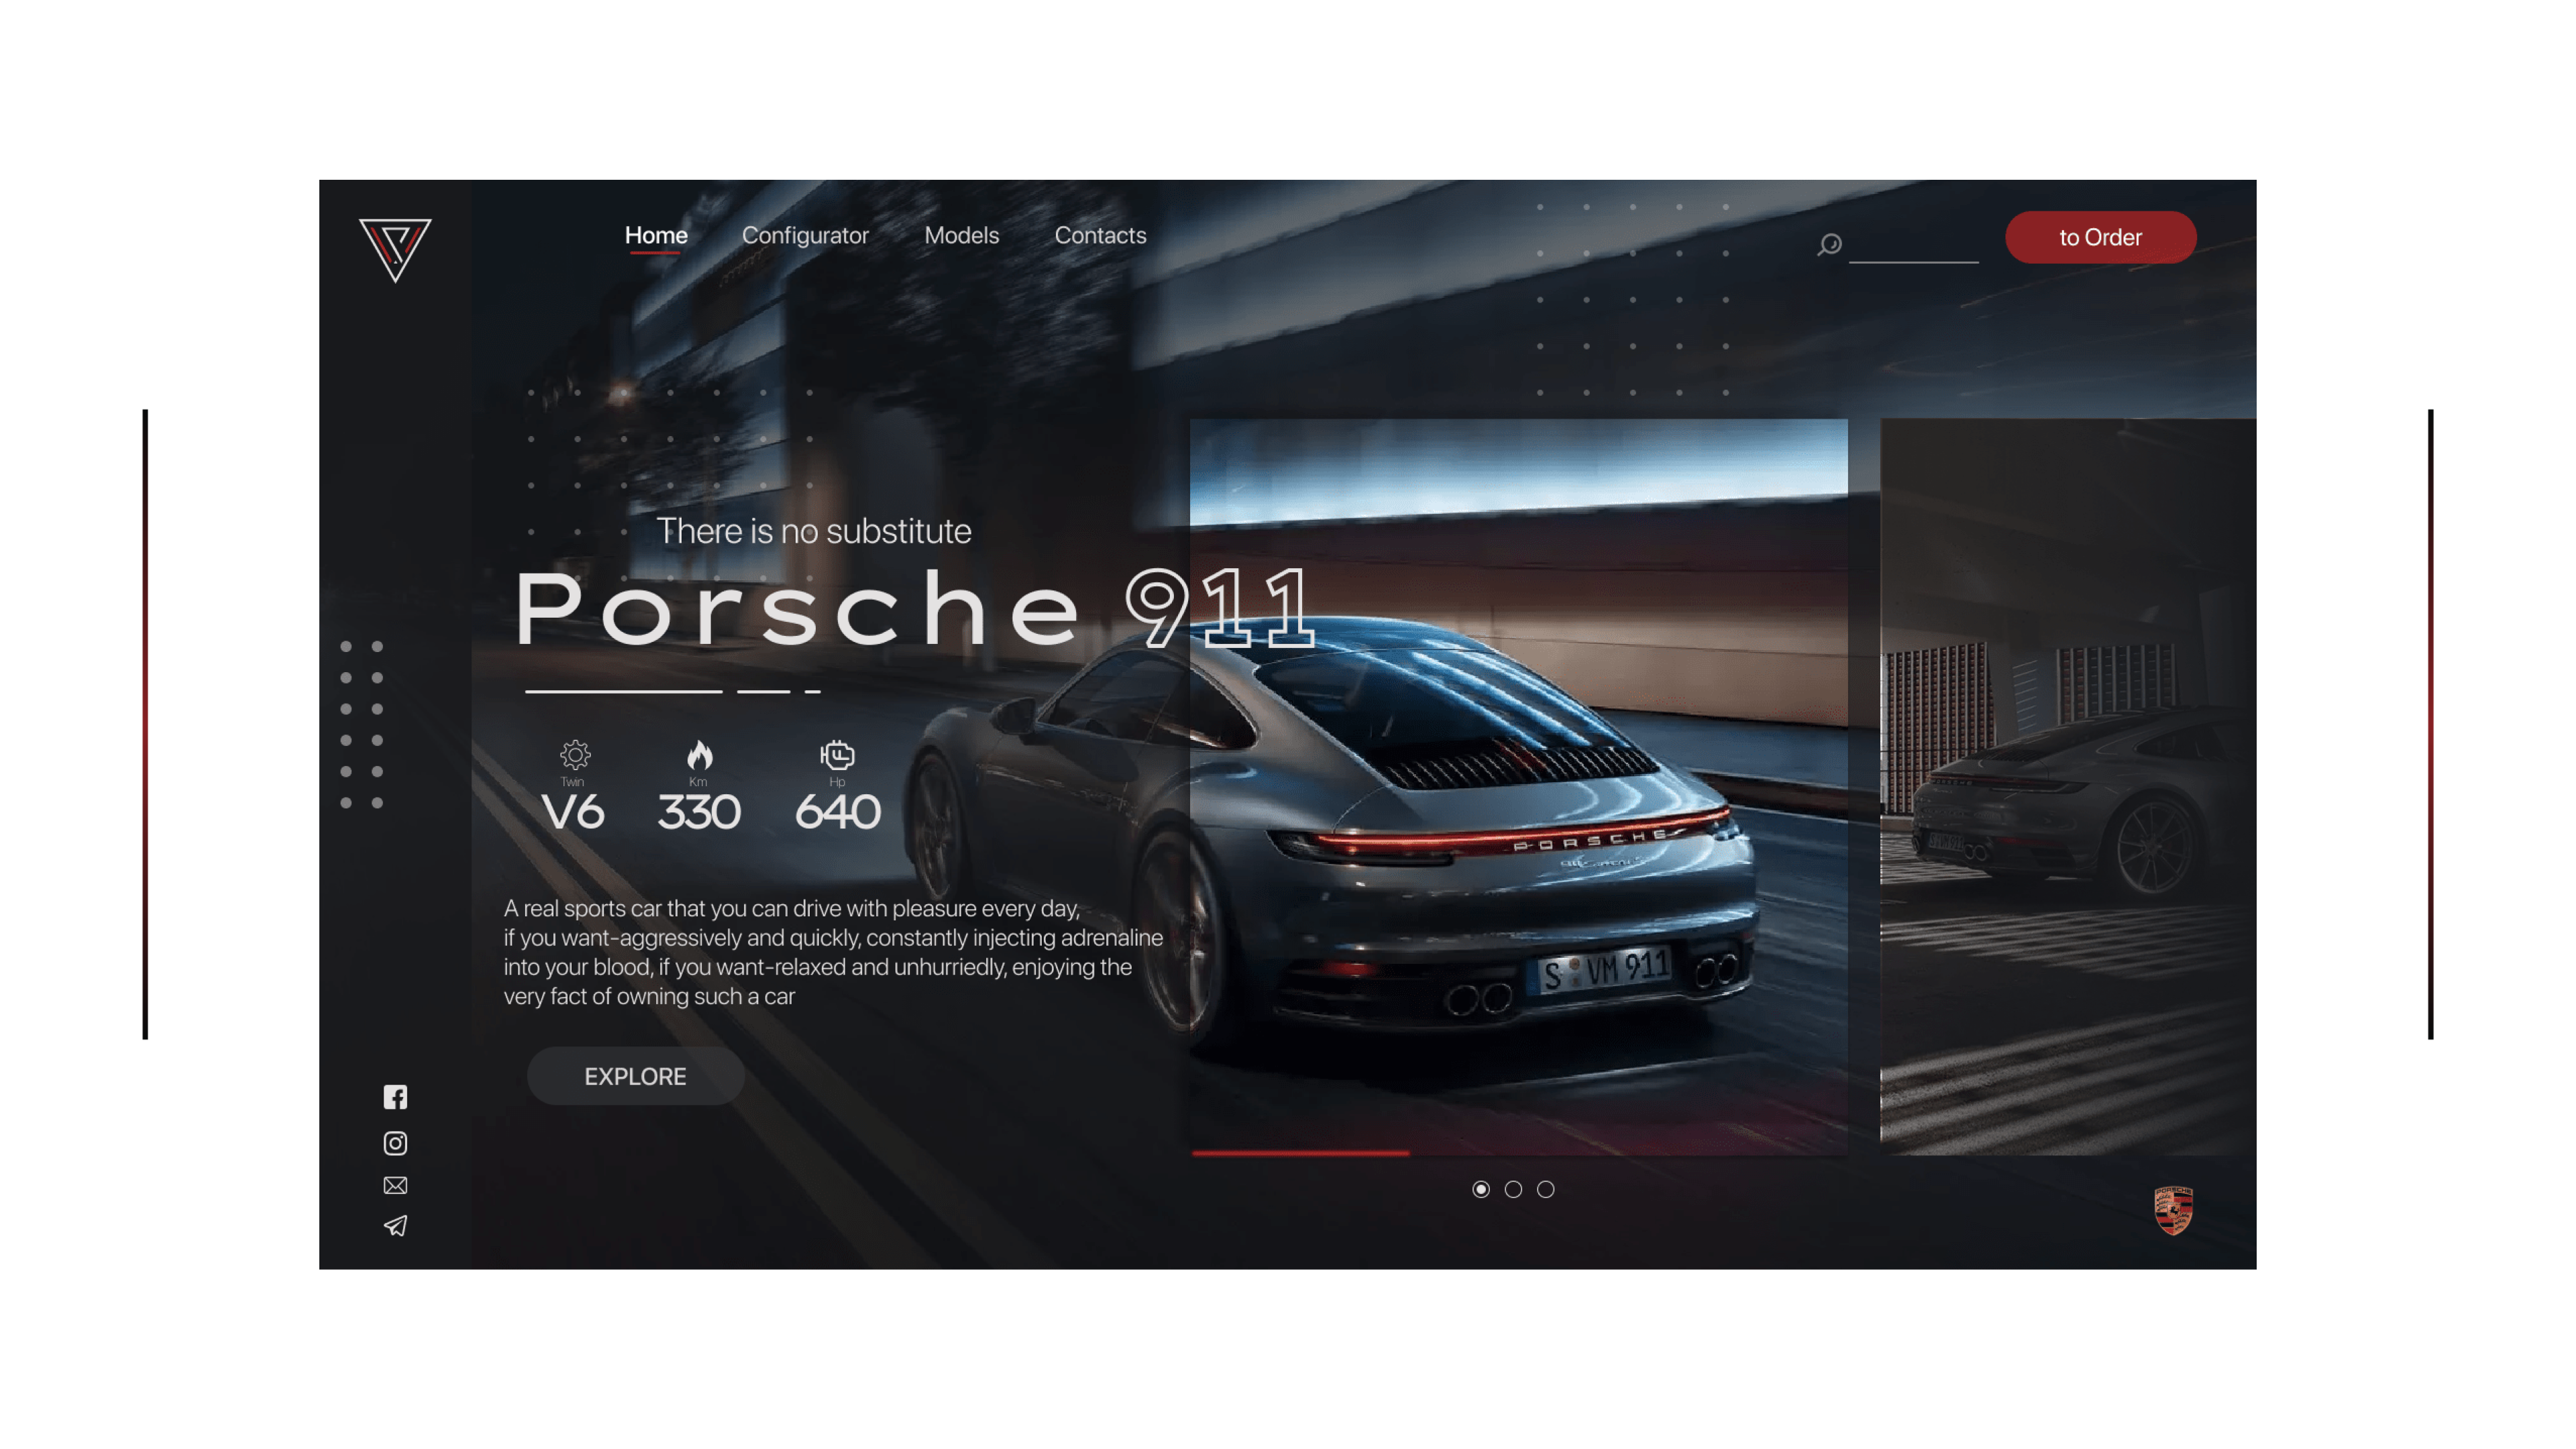 Home Configurator Models Contacts
to Order
There is no substitute
Porsche 911
Twin Km Hp
V6 330 640
A real sports car that you can drive with pleasure every day,
if you want-aggressively and quickly, constantly injecting adrenaline
into your blood, if you want-relaxed and unhurriedly, enjoying the
very fact of owning such a car
EXPLORE
PORSCHE
S VM 911
PORSCHE